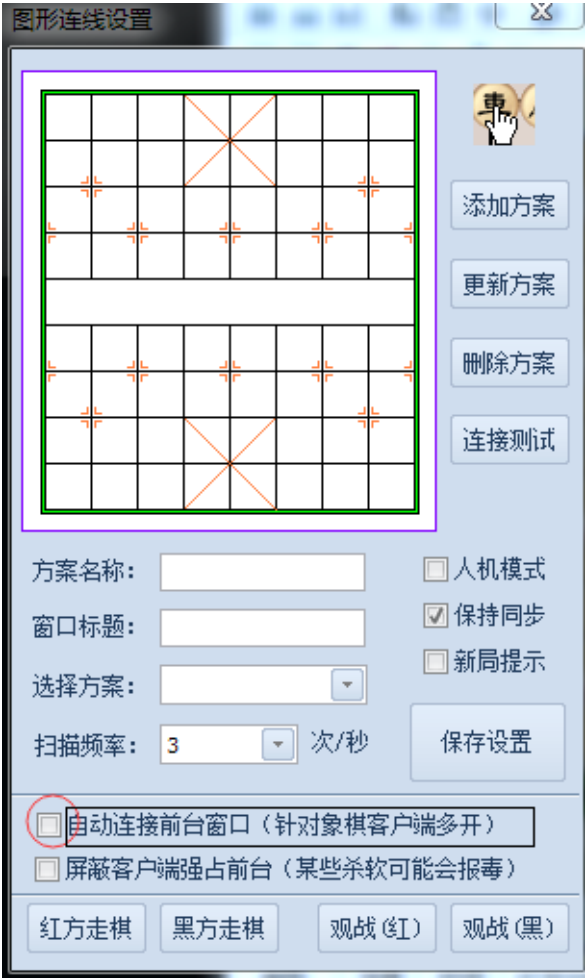 图形连线设置
車
添加方案
更新方案
删除方案
连接测试
方案名称：
窗口标题：
选择方案：
扫描频率： 3 次/秒
人机模式
保持同步
新局提示
保存设置
自动连接前台窗口（针对象棋客户端多开）
屏蔽客户端强占前台（某些杀软可能会报毒）
红方走棋 黑方走棋 观战(红) 观战(黑)